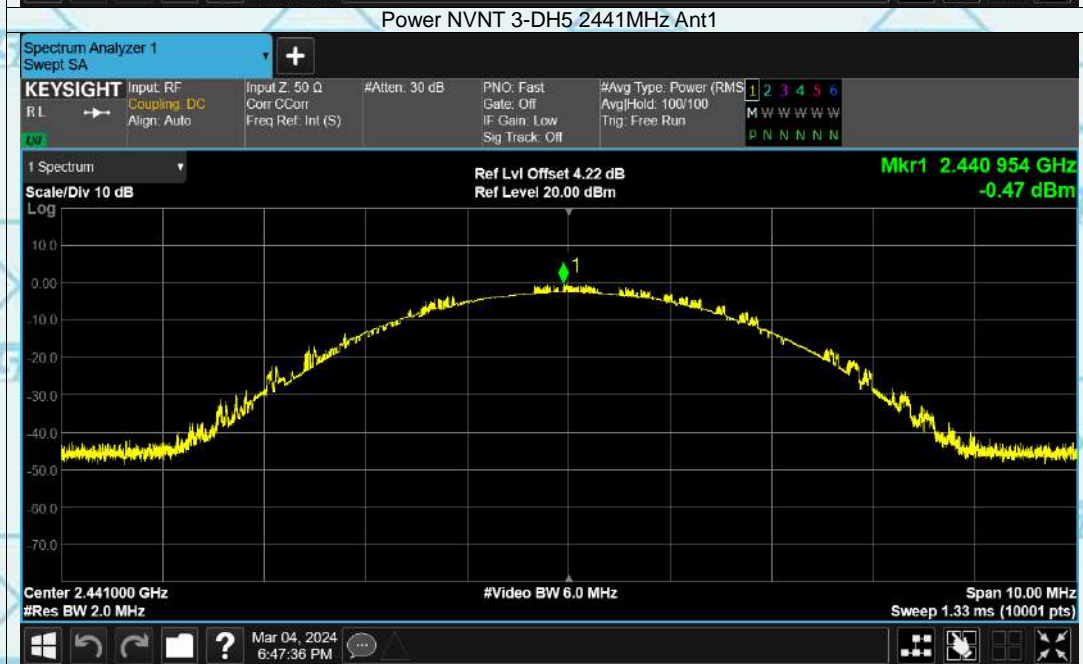 Power NVNT 3-DH5 2441MHz Ant1
Spectrum Analyzer 1
Swept SA
+
KEYSIGHT Input: RF Input Z: 50 Ω #Atten: 30 dB PNO: Fast #Avg Type: Power (RMS 1 2 3 4 5 6
R L Coupling: DC Corr CCorr Gate: Off Avg|Hold: 100/100 M W W W W W
Align: Auto Freq Ref: Int (S) IF Gain: Low Trig: Free Run
Sig Track: Off P N N N N N
LXI
1 Spectrum
Ref Lvl Offset 4.22 dB Mkr1 2.440 954 GHz
Scale/Div 10 dB Ref Level 20.00 dBm -0.47 dBm
Log
10.0
1
0.00
-10.0
-20.0
-30.0
-40.0
-50.0
-60.0
-70.0
Center 2.441000 GHz #Video BW 6.0 MHz Span 10.00 MHz
#Res BW 2.0 MHz Sweep 1.33 ms (10001 pts)
? Mar 04, 2024
6:47:36 PM